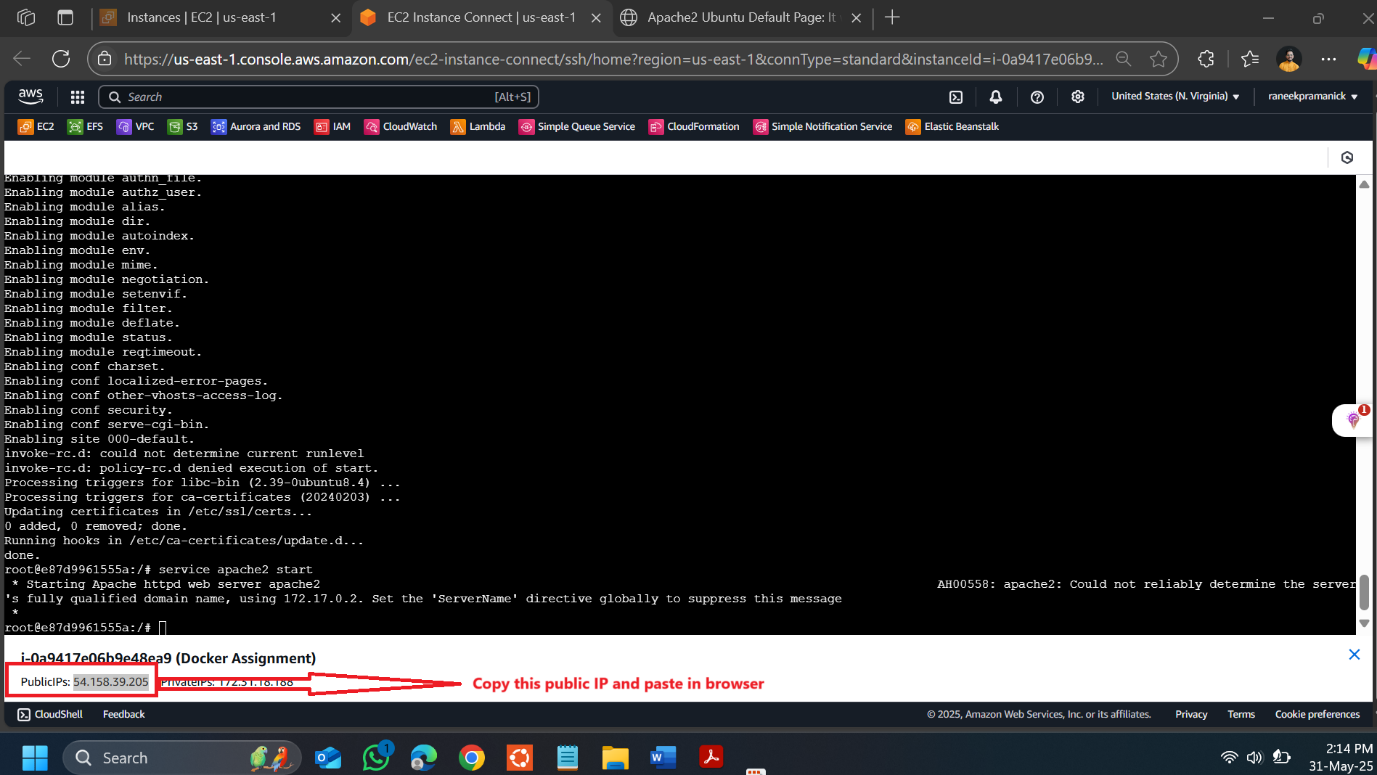 Instances | EC2 | us-east-1
EC2 Instance Connect | us-east-1
Apache2 Ubuntu Default Page: It
https://us-east-1.console.aws.amazon.com/ec2-instance-connect/ssh/home?region=us-east-1&connType=standard&instanceId=i-0a9417e06b9...
aws
Search
[Alt+S]
United States (N. Virginia)
raneekpramanick
EC2
EFS
VPC
S3
Aurora and RDS
IAM
CloudWatch
Lambda
Simple Queue Service
CloudFormation
Simple Notification Service
Elastic Beanstalk
Enabling module authn_file.
Enabling module authz_user.
Enabling module alias.
Enabling module dir.
Enabling module autoindex.
Enabling module env.
Enabling module mime.
Enabling module negotiation.
Enabling module setenvif.
Enabling module filter.
Enabling module deflate.
Enabling module status.
Enabling module reqtimeout.
Enabling conf charset.
Enabling conf localized-error-pages.
Enabling conf other-vhosts-access-log.
Enabling conf security.
Enabling conf serve-cgi-bin.
Enabling site 000-default.
invoke-rc.d: could not determine current runlevel
invoke-rc.d: policy-rc.d denied execution of start.
Processing triggers for libc-bin (2.39-0ubuntu8.4) ...
Processing triggers for ca-certificates (20240203) ...
Updating certificates in /etc/ssl/certs...
0 added, 0 removed; done.
Running hooks in /etc/ca-certificates/update.d...
done.
root@e87d9961555a:/# service apache2 start
* Starting Apache httpd web server apache2 AH00558: apache2: Could not reliably determine the server
's fully qualified domain name, using 172.17.0.2. Set the 'ServerName' directive globally to suppress this message
*
root@e87d9961555a:/#
1
i-0a9417e06b9e48ea9 (Docker Assignment)
PublicIPs: 54.158.39.205 PrivateIPs: 172.31.18.188
Copy this public IP and paste in browser
CloudShell
Feedback
© 2025, Amazon Web Services, Inc. or its affiliates.
Privacy
Terms
Cookie preferences
Search
1
2:14 PM
31-May-25